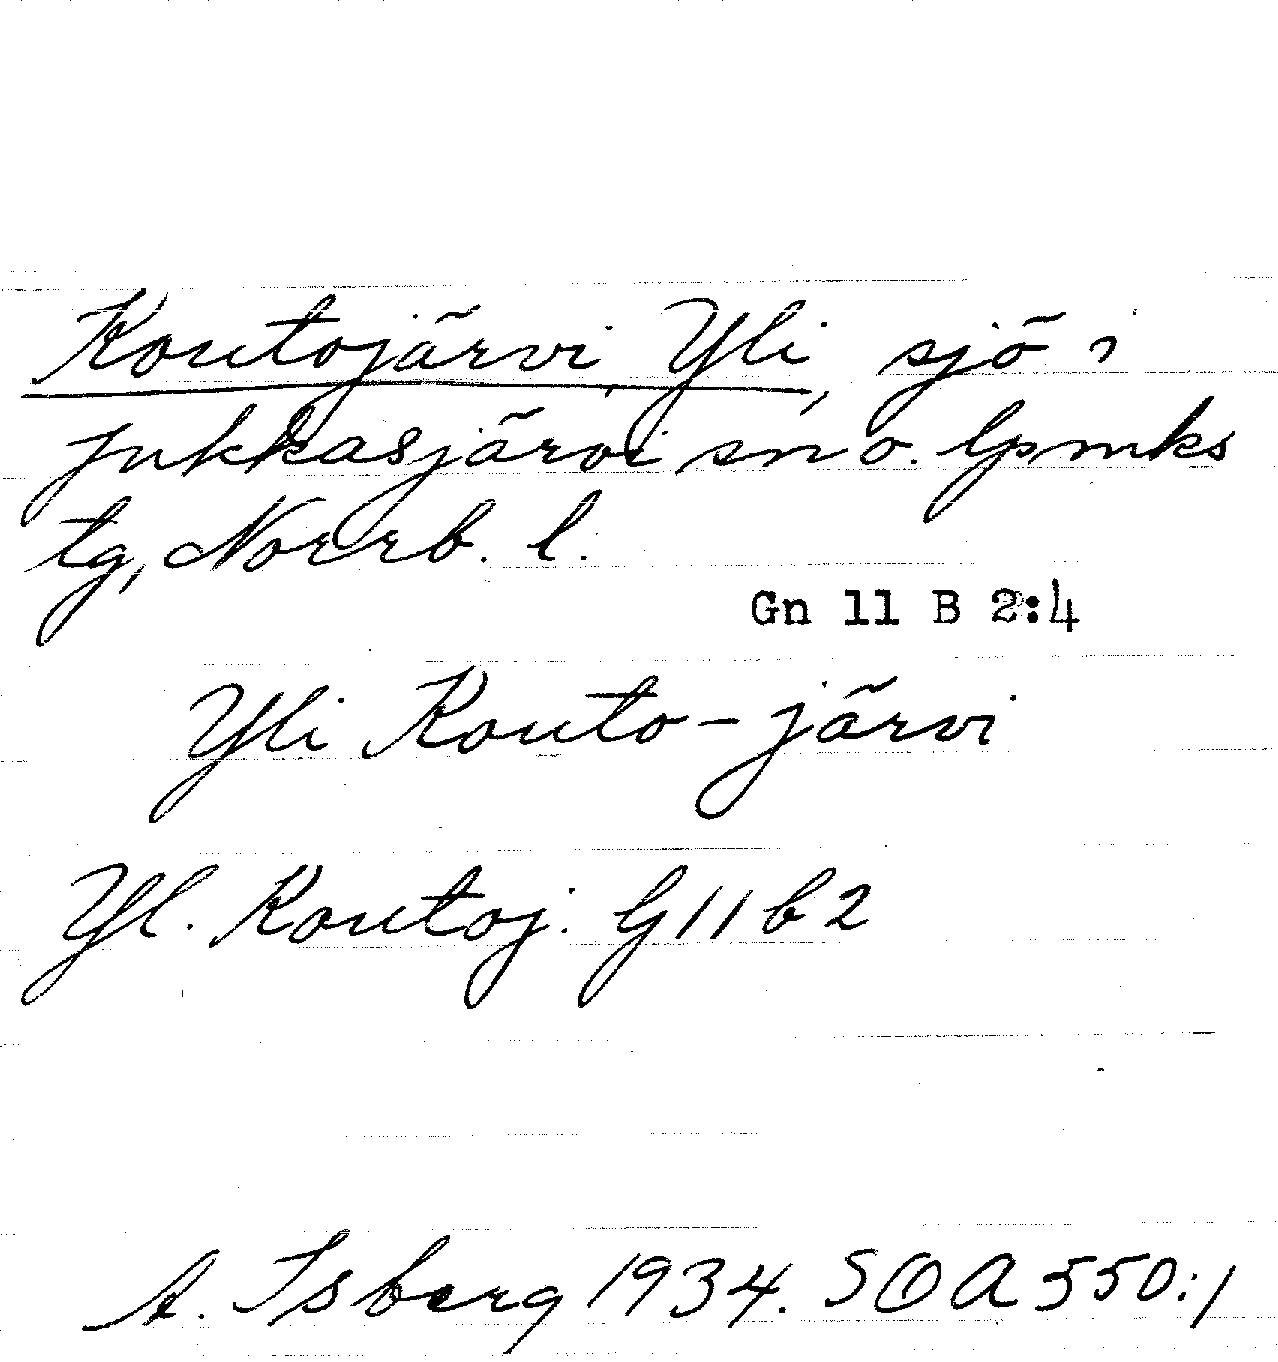 Koutojärvi, Yli, sjö i
Jukkasjärvi sn o. lpmks
tg, Norrb. l.
Gn 11 B 2:4
Yli Kouto-järvi
Yl. Koutoj. G11b2
A. Isberg 1934. SOA 550:1